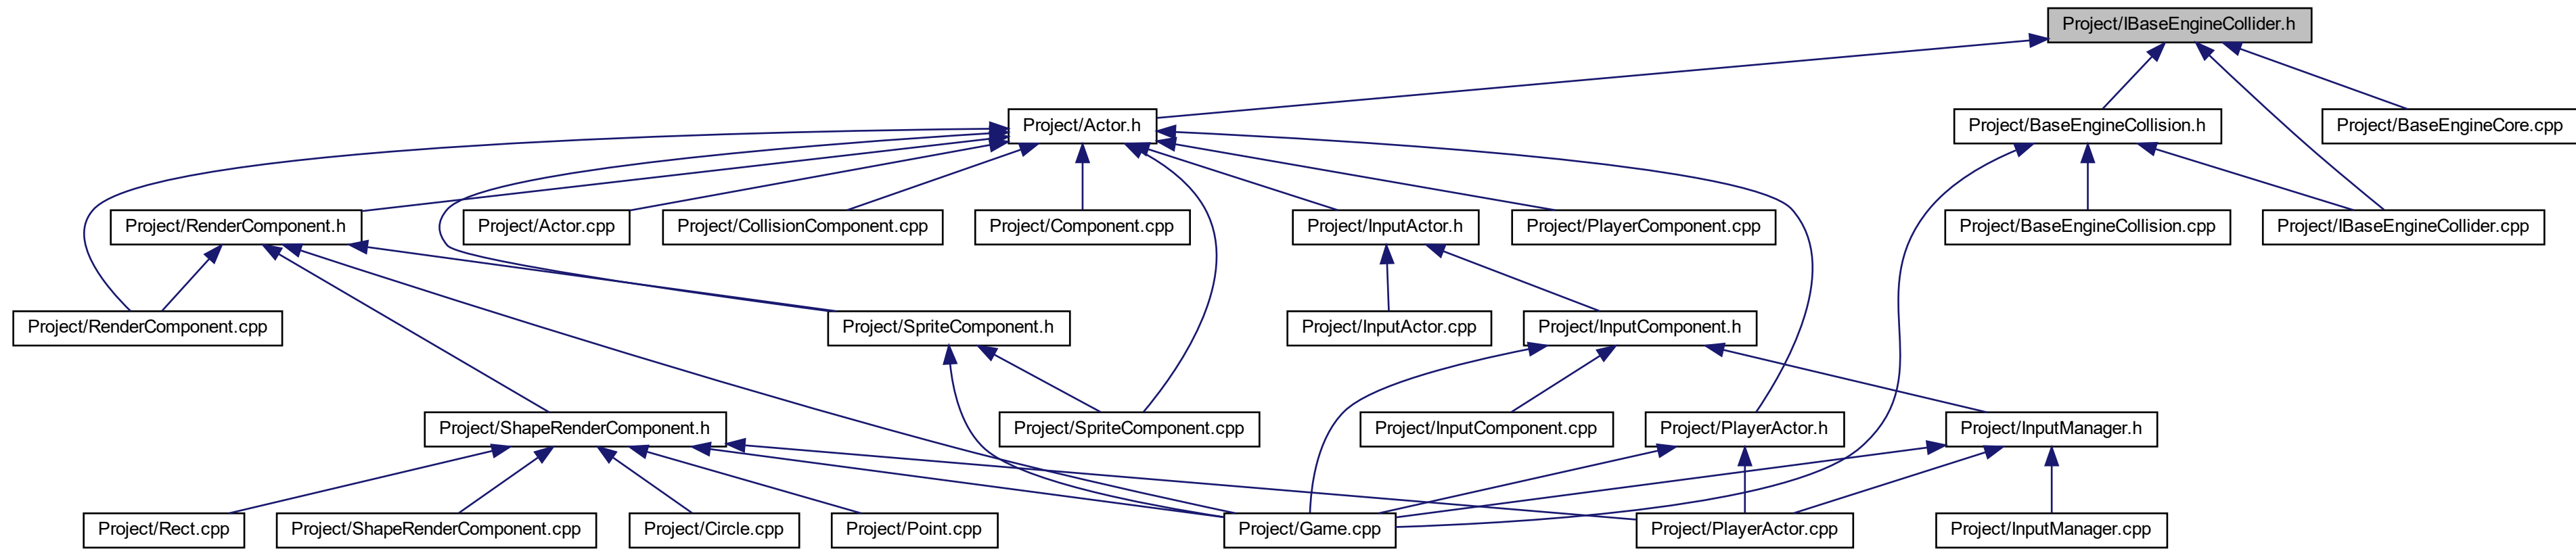 Project/IBaseEngineCollider.h
Project/Actor.h
Project/BaseEngineCollision.h
Project/BaseEngineCore.cpp
Project/RenderComponent.h
Project/Actor.cpp
Project/CollisionComponent.cpp
Project/Component.cpp
Project/InputActor.h
Project/PlayerComponent.cpp
Project/BaseEngineCollision.cpp
Project/IBaseEngineCollider.cpp
Project/RenderComponent.cpp
Project/SpriteComponent.h
Project/InputActor.cpp
Project/InputComponent.h
Project/ShapeRenderComponent.h
Project/SpriteComponent.cpp
Project/InputComponent.cpp
Project/PlayerActor.h
Project/InputManager.h
Project/Rect.cpp
Project/ShapeRenderComponent.cpp
Project/Circle.cpp
Project/Point.cpp
Project/Game.cpp
Project/PlayerActor.cpp
Project/InputManager.cpp